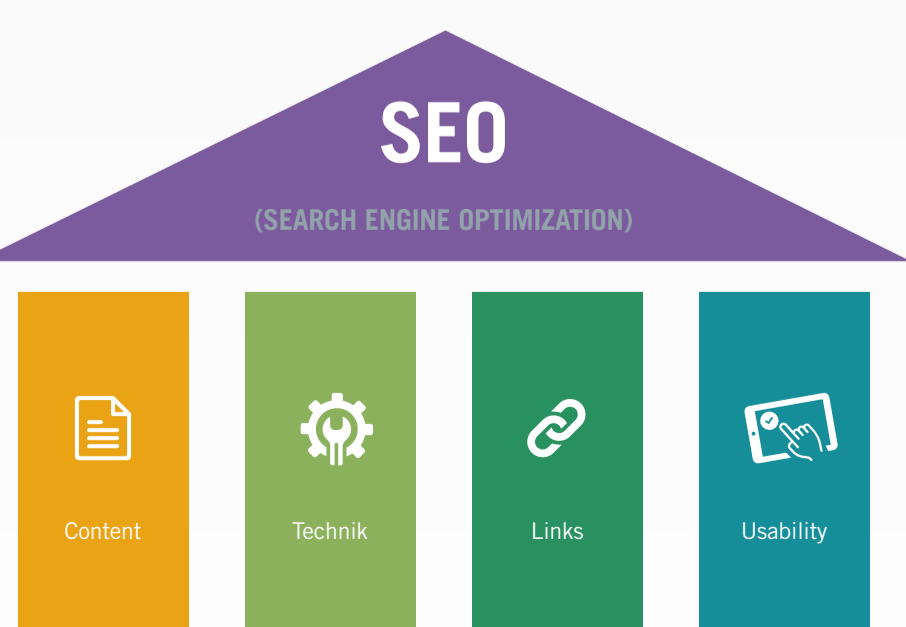 SEO
(SEARCH ENGINE OPTIMIZATION)
Content
Technik
Links
Usability